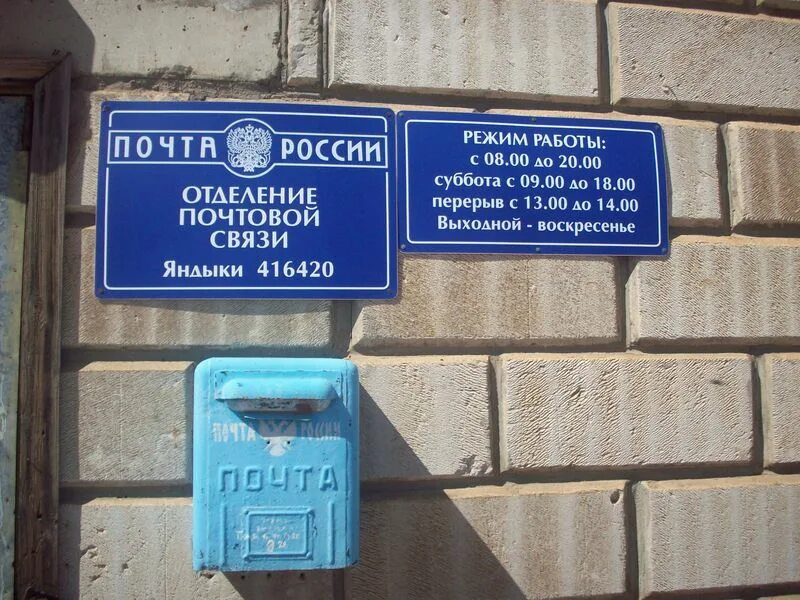 ПОЧТА РОССИИ
ОТДЕЛЕНИЕ
ПОЧТОВОЙ
СВЯЗИ
Яндыки 416420
РЕЖИМ РАБОТЫ:
с 08.00 до 20.00
суббота с 09.00 до 18.00
перерыв с 13.00 до 14.00
Выходной - воскресенье
ПОЧТА РОССИИ
ПОЧТА